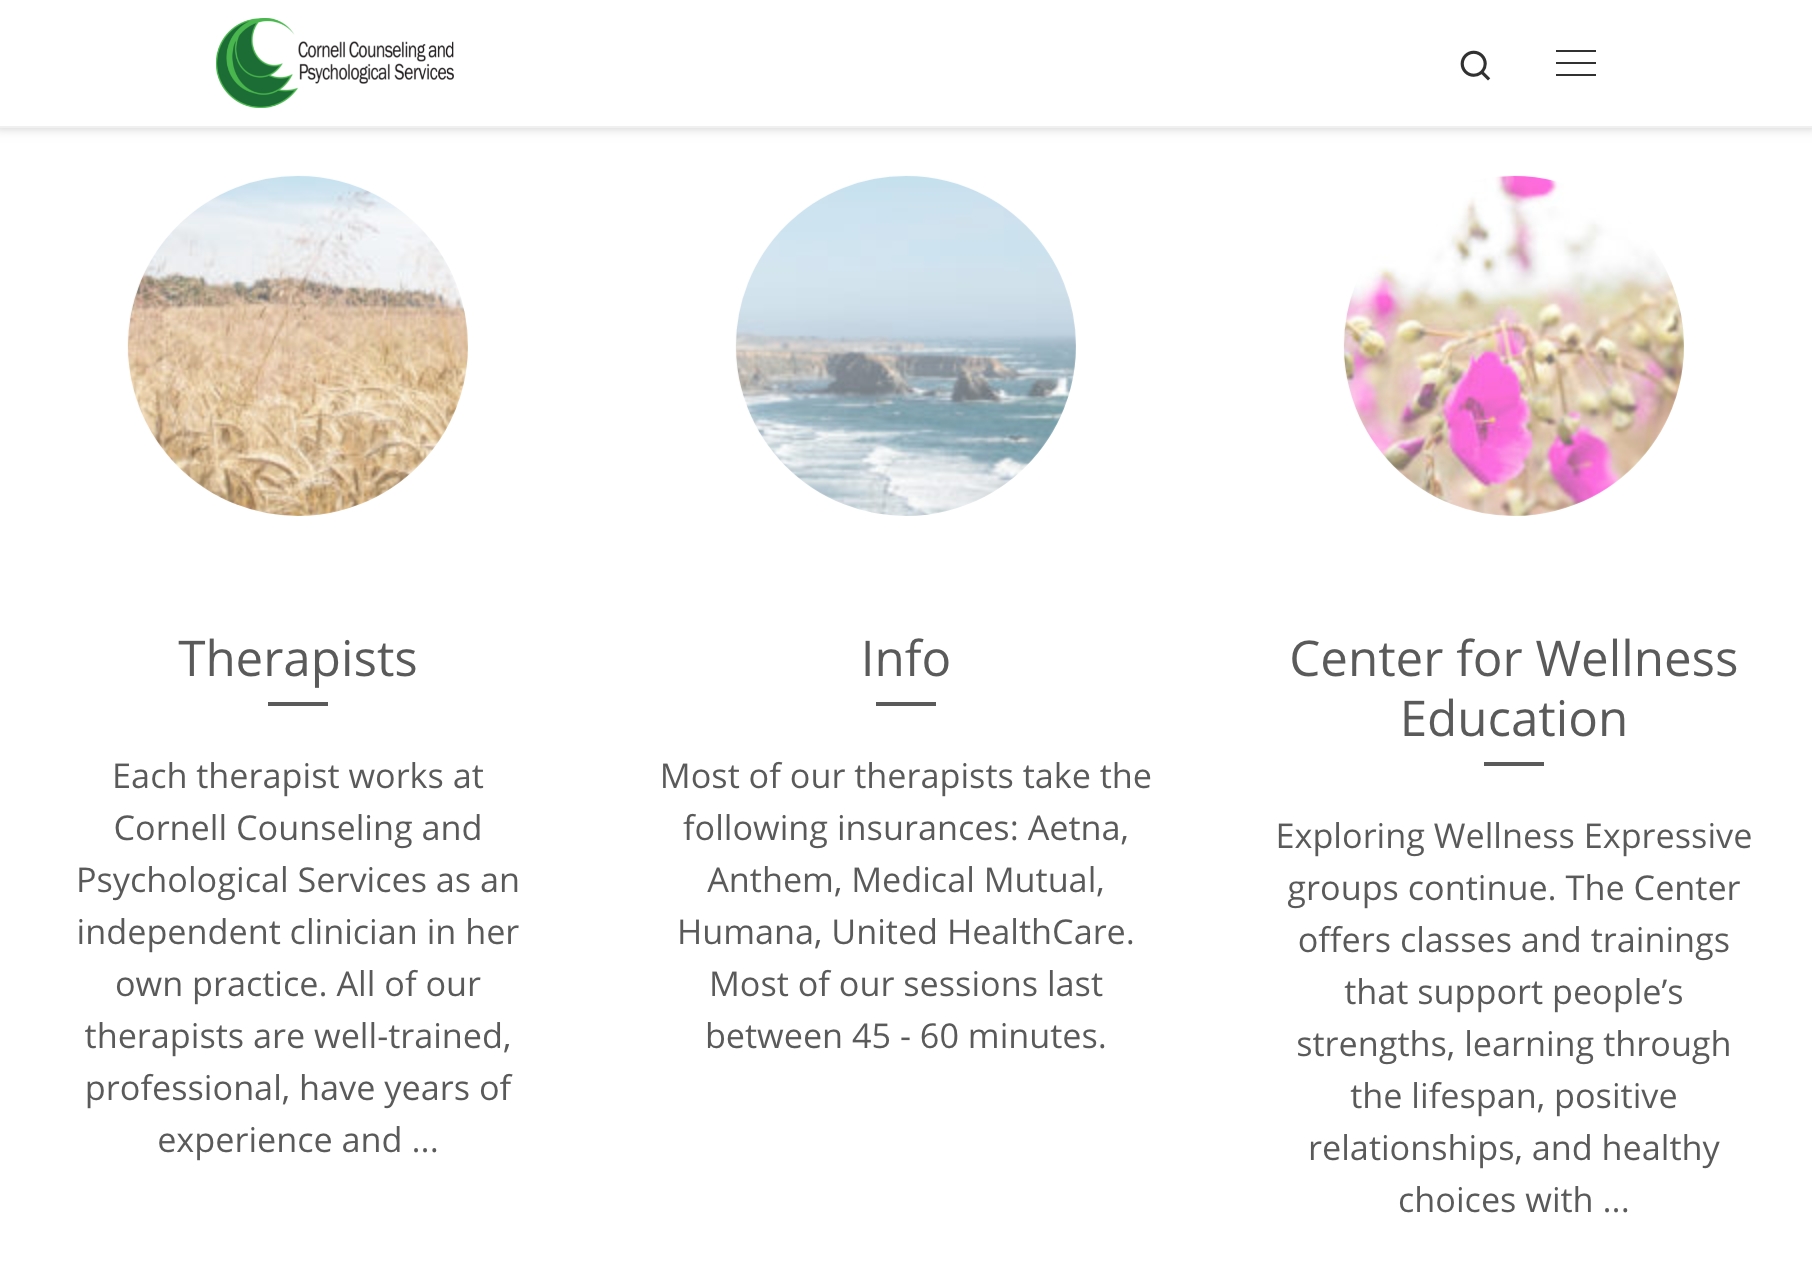 Cornell Counseling and
Psychological Services
Therapists
Each therapist works at
Cornell Counseling and
Psychological Services as an
independent clinician in her
own practice. All of our
therapists are well-trained,
professional, have years of
experience and ...
Info
Most of our therapists take the
following insurances: Aetna,
Anthem, Medical Mutual,
Humana, United HealthCare.
Most of our sessions last
between 45 - 60 minutes.
Center for Wellness
Education
Exploring Wellness Expressive
groups continue. The Center
offers classes and trainings
that support people’s
strengths, learning through
the lifespan, positive
relationships, and healthy
choices with ...